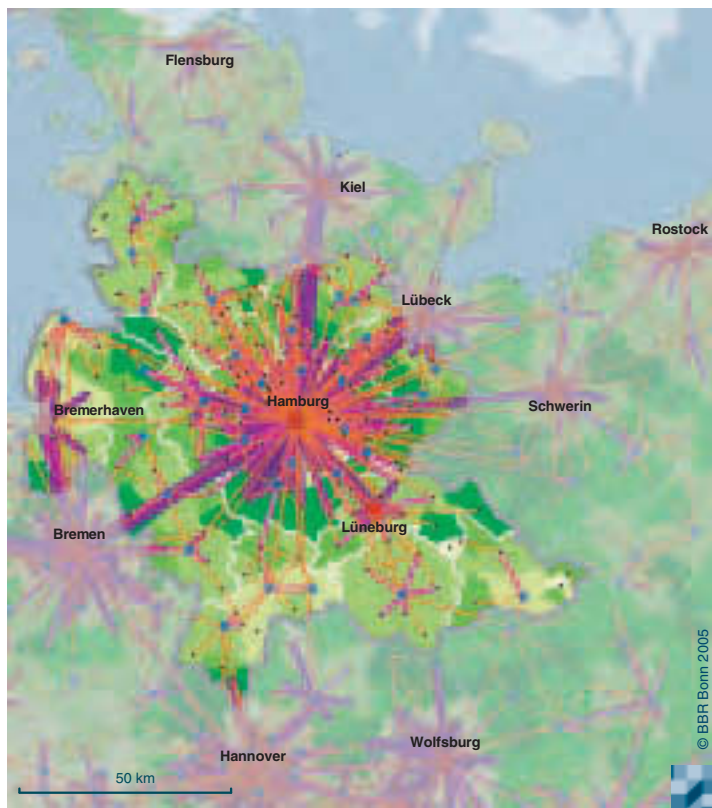 Flensburg
Kiel
Rostock
Lübeck
Hamburg
Schwerin
Bremerhaven
Lüneburg
Bremen
Wolfsburg
Hannover
50 km
© BBR Bonn 2005